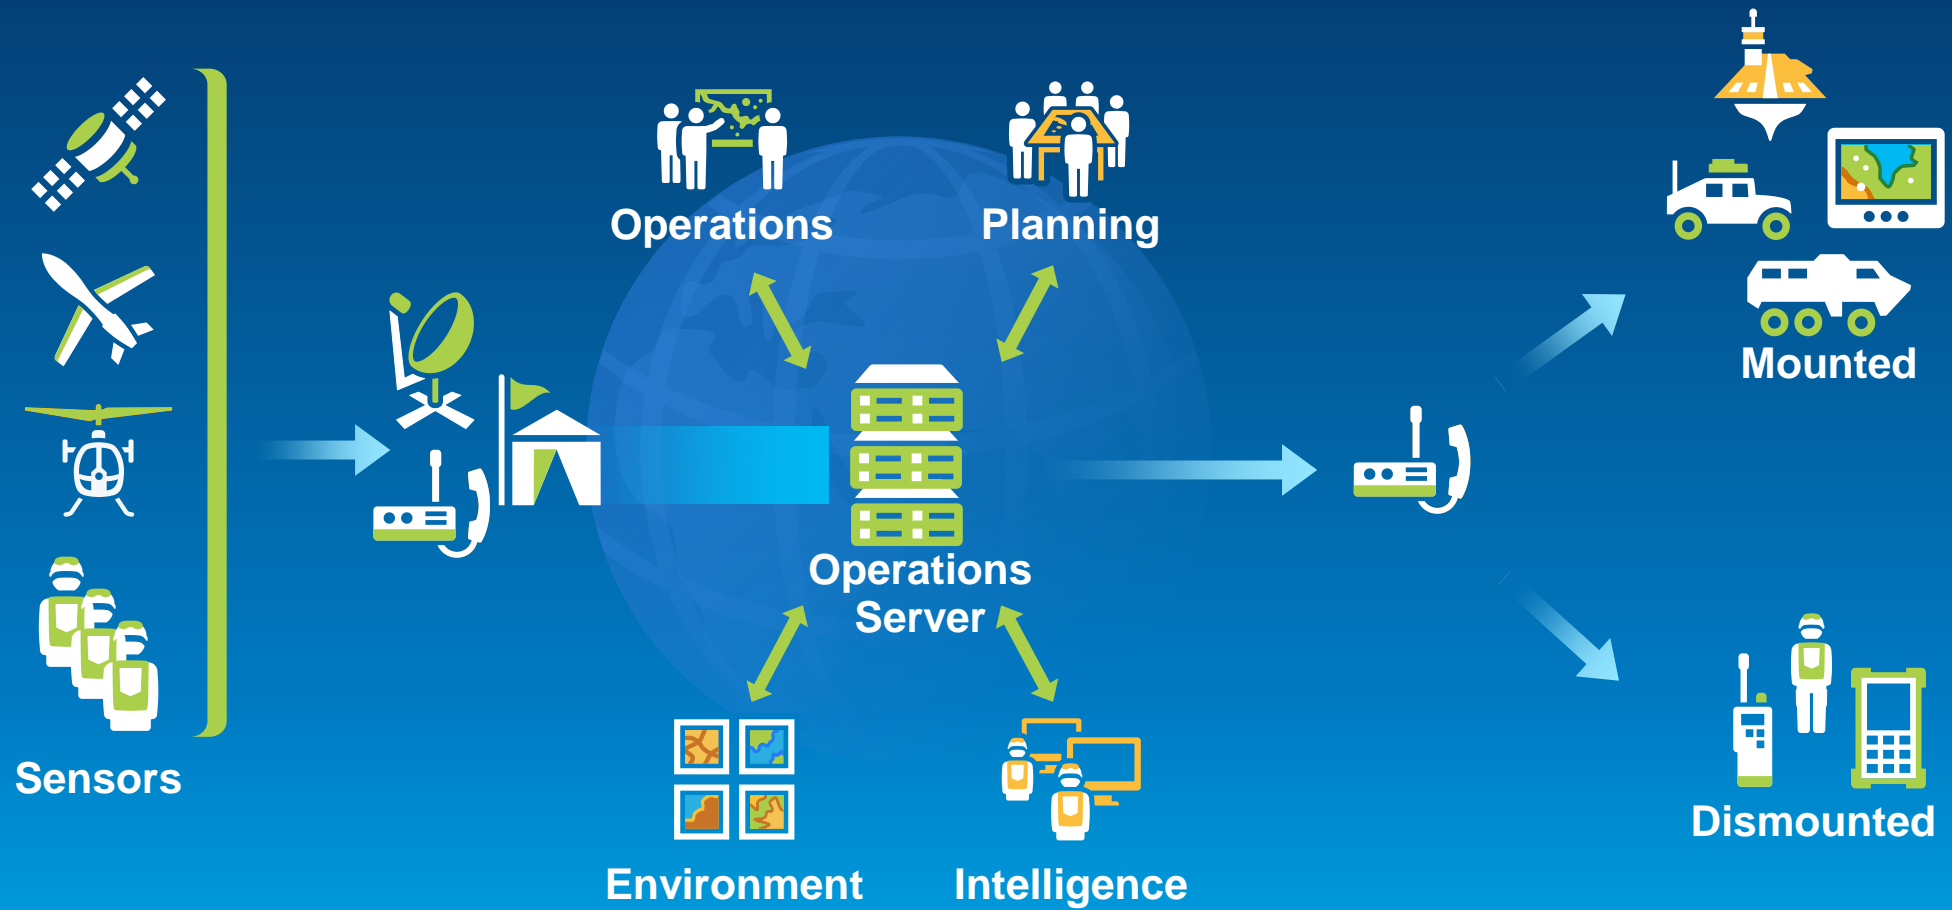 Operations
Planning
Mounted
Operations
Server
Sensors
Dismounted
Environment
Intelligence